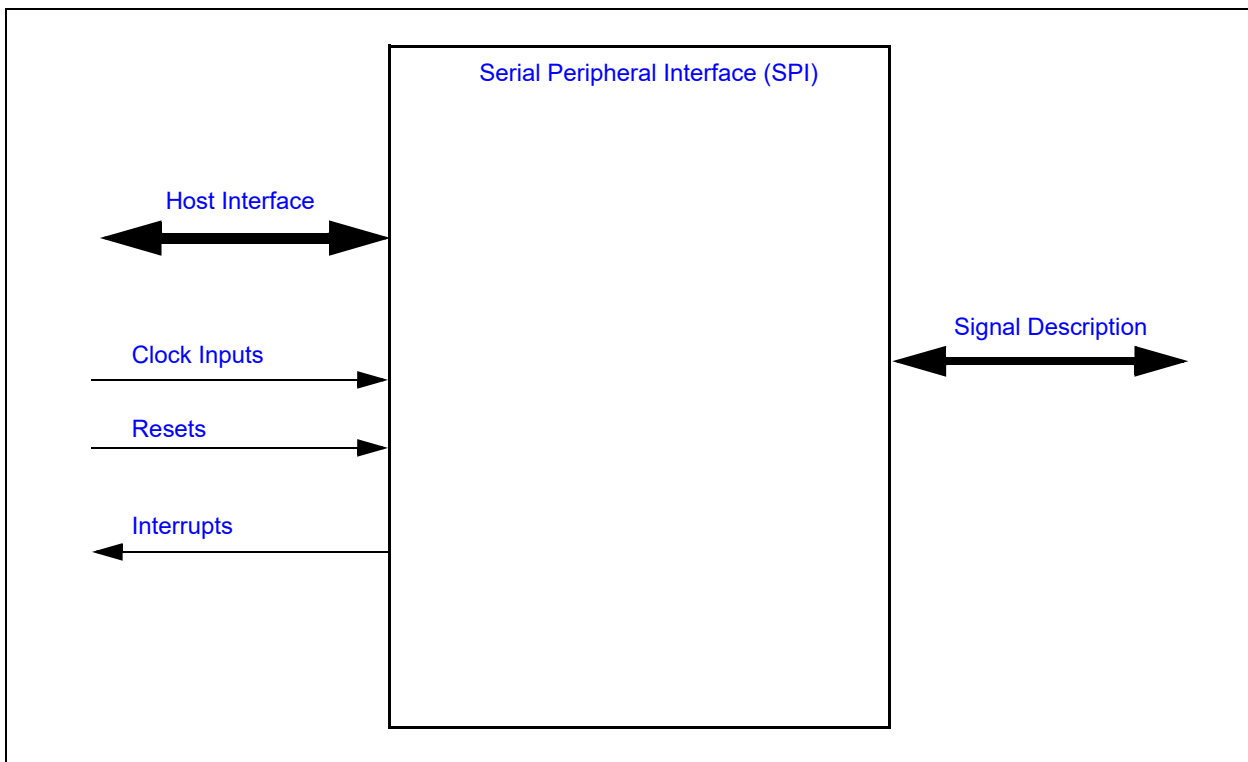 Serial Peripheral Interface (SPI)
Host Interface
Signal Description
Clock Inputs
Resets
Interrupts